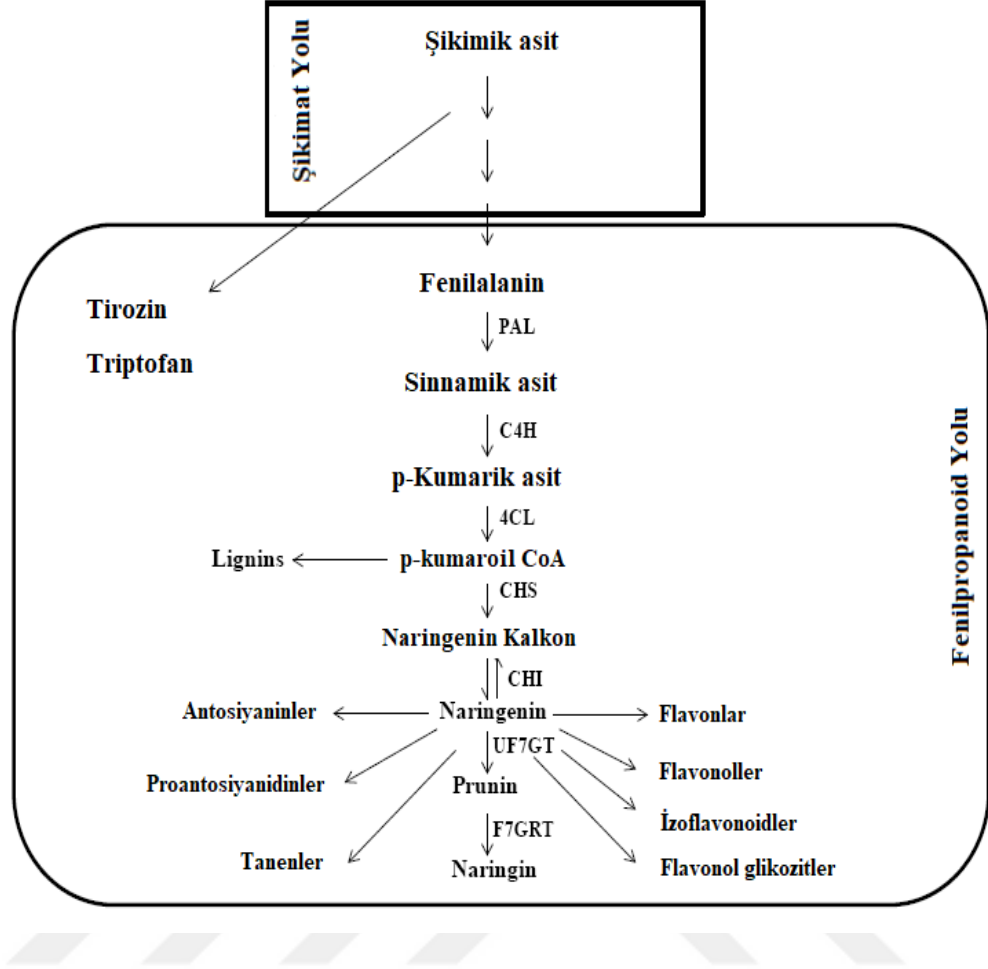 Şikimat Yolu
Şikimik asit
Fenilalanin
Tirozin
PAL
Triptofan
Sinnamik asit
C4H
p-Kumarik asit
4CL
Lignins
p-kumaroil CoA
CHS
Naringenin Kalkon
CHI
Antosiyaninler
Naringenin
Flavonlar
UF7GT
Proantosiyanidinler
Prunin
Flavonoller
F7GRT
İzoflavonoidler
Tanenler
Naringin
Flavonol glikozitler
Fenilpropanoid Yolu